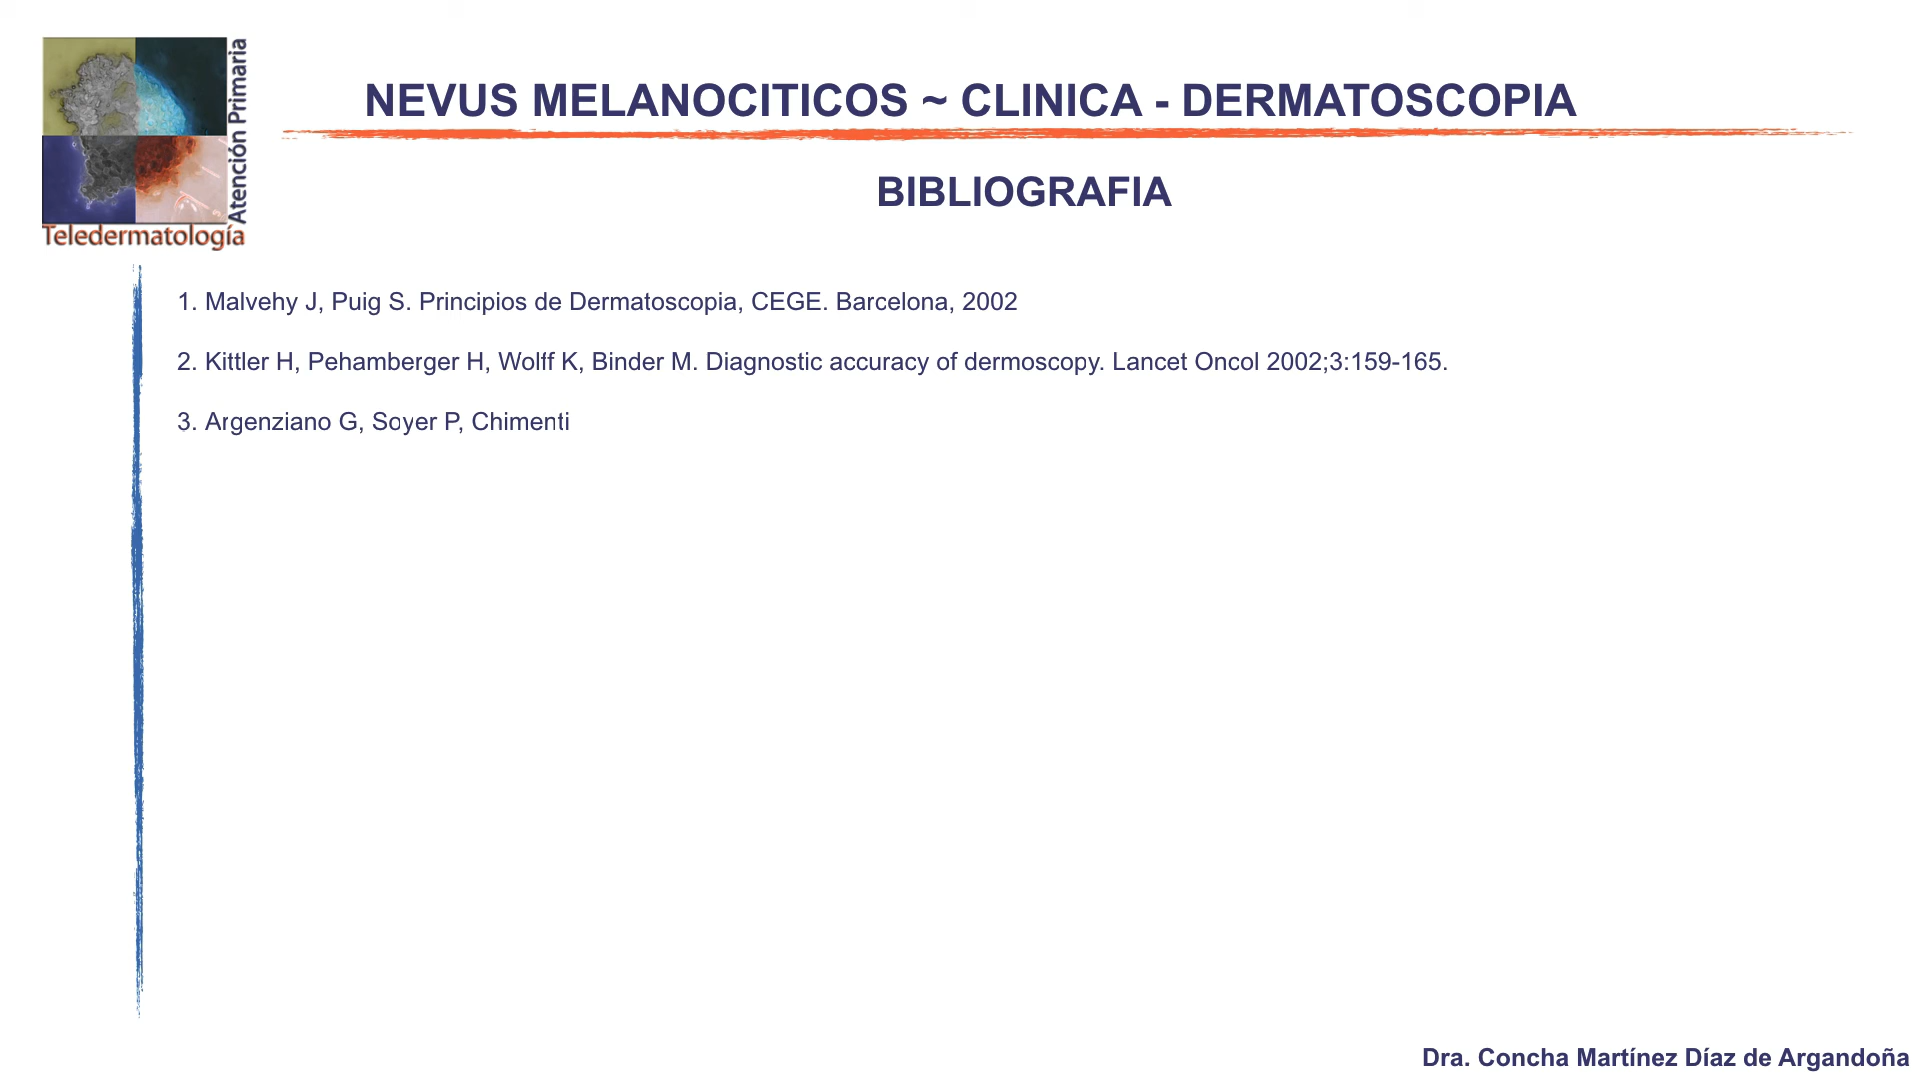 Atención Primaria
Teledermatología
NEVUS MELANOCITICOS ~ CLINICA - DERMATOSCOPIA
BIBLIOGRAFIA
1. Malvehy J, Puig S. Principios de Dermatoscopia, CEGE. Barcelona, 2002
2. Kittler H, Pehamberger H, Wolff K, Binder M. Diagnostic accuracy of dermoscopy. Lancet Oncol 2002;3:159-165.
3. Argenziano G, Soyer P, Chimenti
Dra. Concha Martínez Díaz de Argandoña